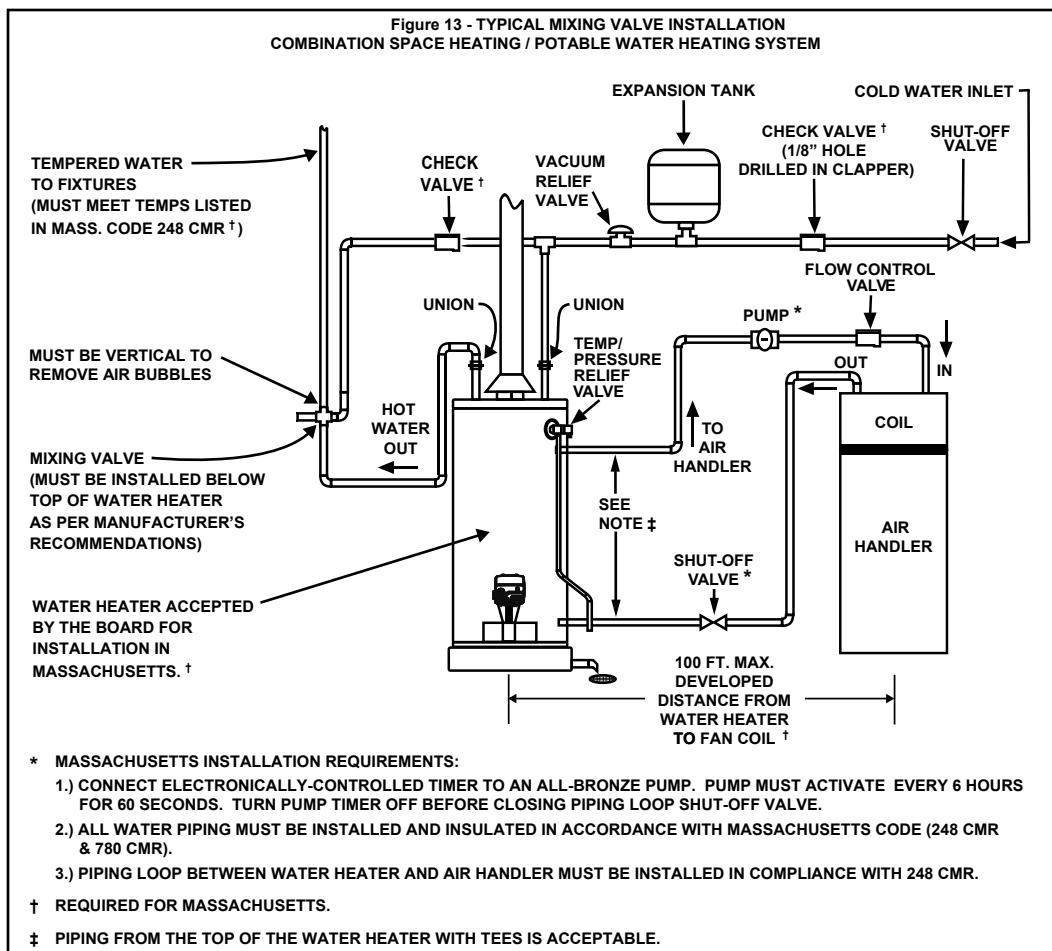 Figure 13 - TYPICAL MIXING VALVE INSTALLATION
COMBINATION SPACE HEATING / POTABLE WATER HEATING SYSTEM
EXPANSION TANK
COLD WATER INLET
CHECK VALVE †
(1/8” HOLE
DRILLED IN CLAPPER)
SHUT-OFF
VALVE
TEMPERED WATER
TO FIXTURES
(MUST MEET TEMPS LISTED
IN MASS. CODE 248 CMR †)
CHECK
VALVE †
VACUUM
RELIEF
VALVE
FLOW CONTROL
VALVE
UNION
UNION
PUMP *
TEMP/
PRESSURE
RELIEF
VALVE
OUT
IN
MUST BE VERTICAL TO
REMOVE AIR BUBBLES
HOT
WATER
OUT
TO
AIR
HANDLER
COIL
MIXING VALVE
(MUST BE INSTALLED BELOW
TOP OF WATER HEATER
AS PER MANUFACTURER’S
RECOMMENDATIONS)
SEE
NOTE ‡
AIR
HANDLER
SHUT-OFF
VALVE *
WATER HEATER ACCEPTED
BY THE BOARD FOR
INSTALLATION IN
MASSACHUSETTS. †
100 FT. MAX.
DEVELOPED
DISTANCE FROM
WATER HEATER
TO FAN COIL †
* MASSACHUSETTS INSTALLATION REQUIREMENTS:
1.) CONNECT ELECTRONICALLY-CONTROLLED TIMER TO AN ALL-BRONZE PUMP. PUMP MUST ACTIVATE EVERY 6 HOURS
FOR 60 SECONDS. TURN PUMP TIMER OFF BEFORE CLOSING PIPING LOOP SHUT-OFF VALVE.
2.) ALL WATER PIPING MUST BE INSTALLED AND INSULATED IN ACCORDANCE WITH MASSACHUSETTS CODE (248 CMR
& 780 CMR).
3.) PIPING LOOP BETWEEN WATER HEATER AND AIR HANDLER MUST BE INSTALLED IN COMPLIANCE WITH 248 CMR.
† REQUIRED FOR MASSACHUSETTS.
‡ PIPING FROM THE TOP OF THE WATER HEATER WITH TEES IS ACCEPTABLE.